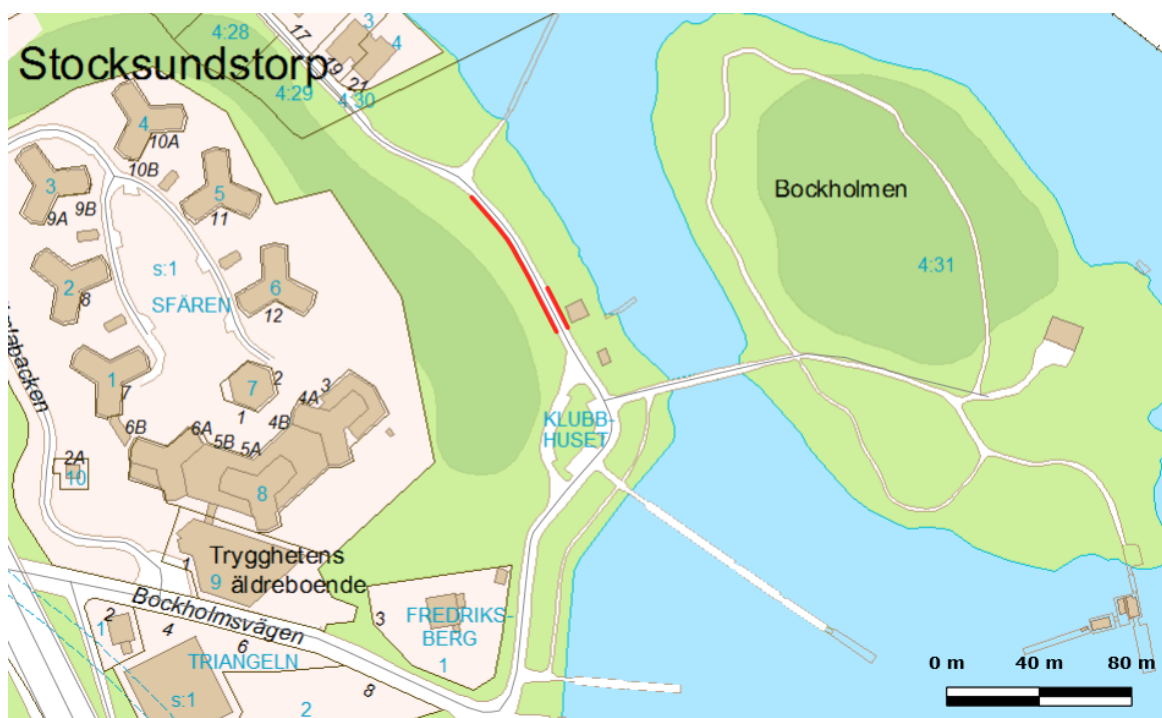 4:28
3
17
4
Stocksundstorp
19
21
4:29
4:30
4
10A
10B
3
5
9B
9A
11
Bockholmen
s:1
4:31
2
6
8
SFÄREN
12
1
2
3
7
7
4A
1
4B
6A
KLUBB-
HUSET
6B
5B
5A
2A
10
8
Trygghetens
1
9
äldreboende
Bockholmsvägen
2
3
FREDRIKS-
BERG
1
4
6
TRIANGELN
1
8
0 m 40 m 80 m
s:1
2